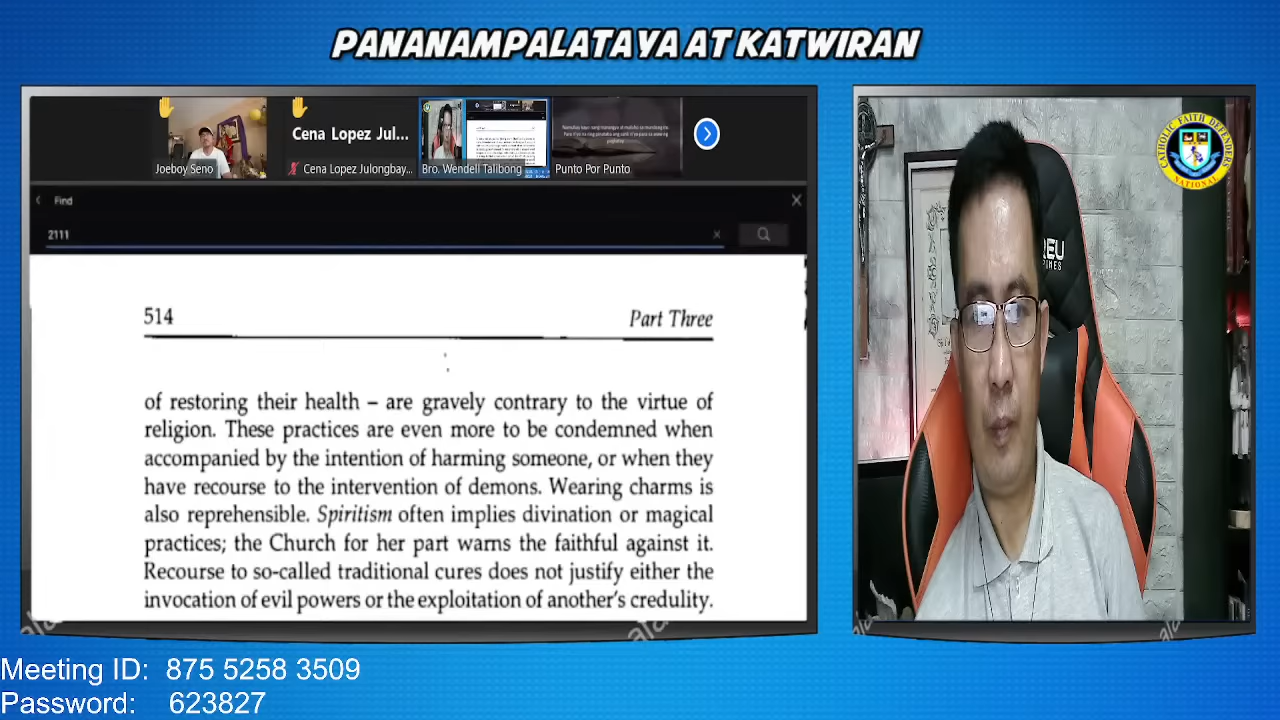 PANANAMPALATAYA AT KATWIRAN
Joeboy Seno
Cena Lopez Jul...
Cena Lopez Julongbay...
Bro. Wendell Talibong
Punto Por Punto
Find
2111
514
Part Three
of restoring their health – are gravely contrary to the virtue of
religion. These practices are even more to be condemned when
accompanied by the intention of harming someone, or when they
have recourse to the intervention of demons. Wearing charms is
also reprehensible. Spiritism often implies divination or magical
practices; the Church for her part warns the faithful against it.
Recourse to so-called traditional cures does not justify either the
invocation of evil powers or the exploitation of another's credulity.
CATHOLIC FAITH DEFENDERS
NATIONAL
Meeting ID: 875 5258 3509
Password: 623827